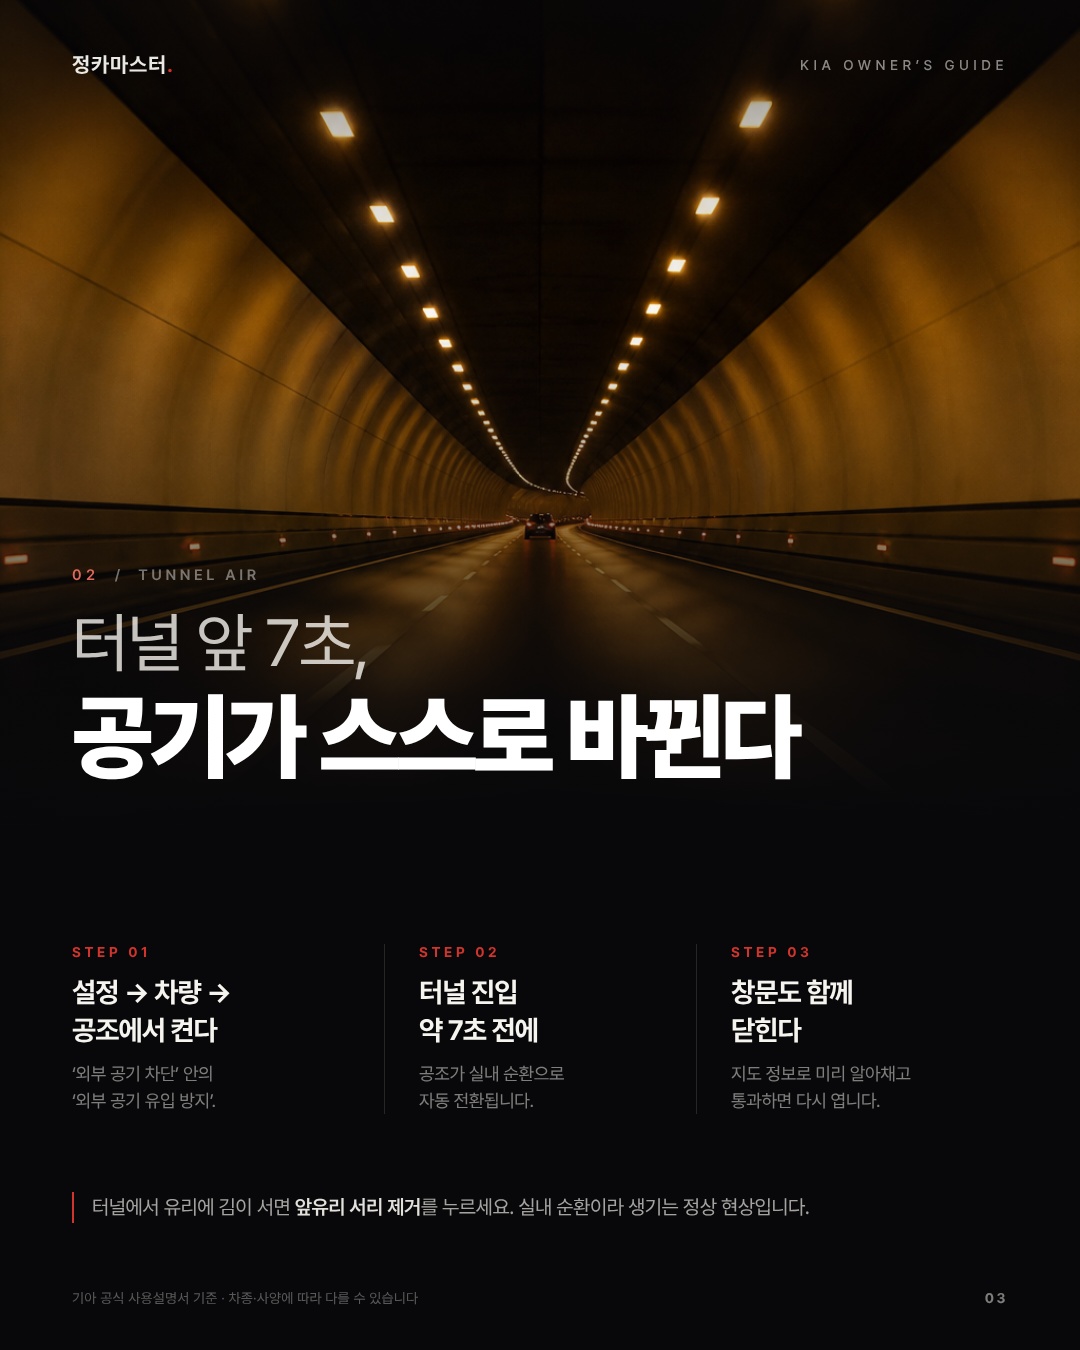 정카마스터.
KIA OWNER’S GUIDE
02 / TUNNEL AIR
터널 앞 7초,
공기가 스스로 바뀐다
STEP 01
설정 → 차량 →
공조에서 켠다
‘외부 공기 차단‘ 안의
‘외부 공기 유입 방지’.
STEP 02
터널 진입
약 7초 전에
공조가 실내 순환으로
자동 전환됩니다.
STEP 03
창문도 함께
닫힌다
지도 정보로 미리 알아채고
통과하면 다시 엽니다.
터널에서 유리에 김이 서면 앞유리 서리 제거를 누르세요. 실내 순환이라 생기는 정상 현상입니다.
기아 공식 사용설명서 기준 · 차종·사양에 따라 다를 수 있습니다
03